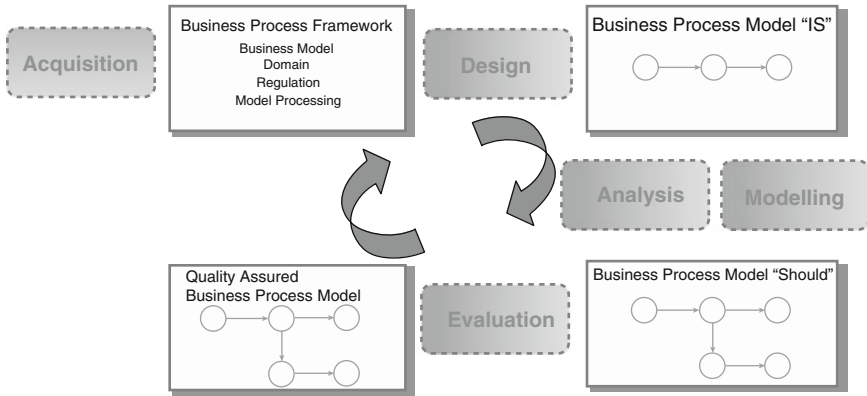 Acquisition
Business Process Framework
Business Model
Domain
Regulation
Model Processing
Design
Business Process Model “IS”
Analysis
Modelling
Quality Assured
Business Process Model
Evaluation
Business Process Model “Should”